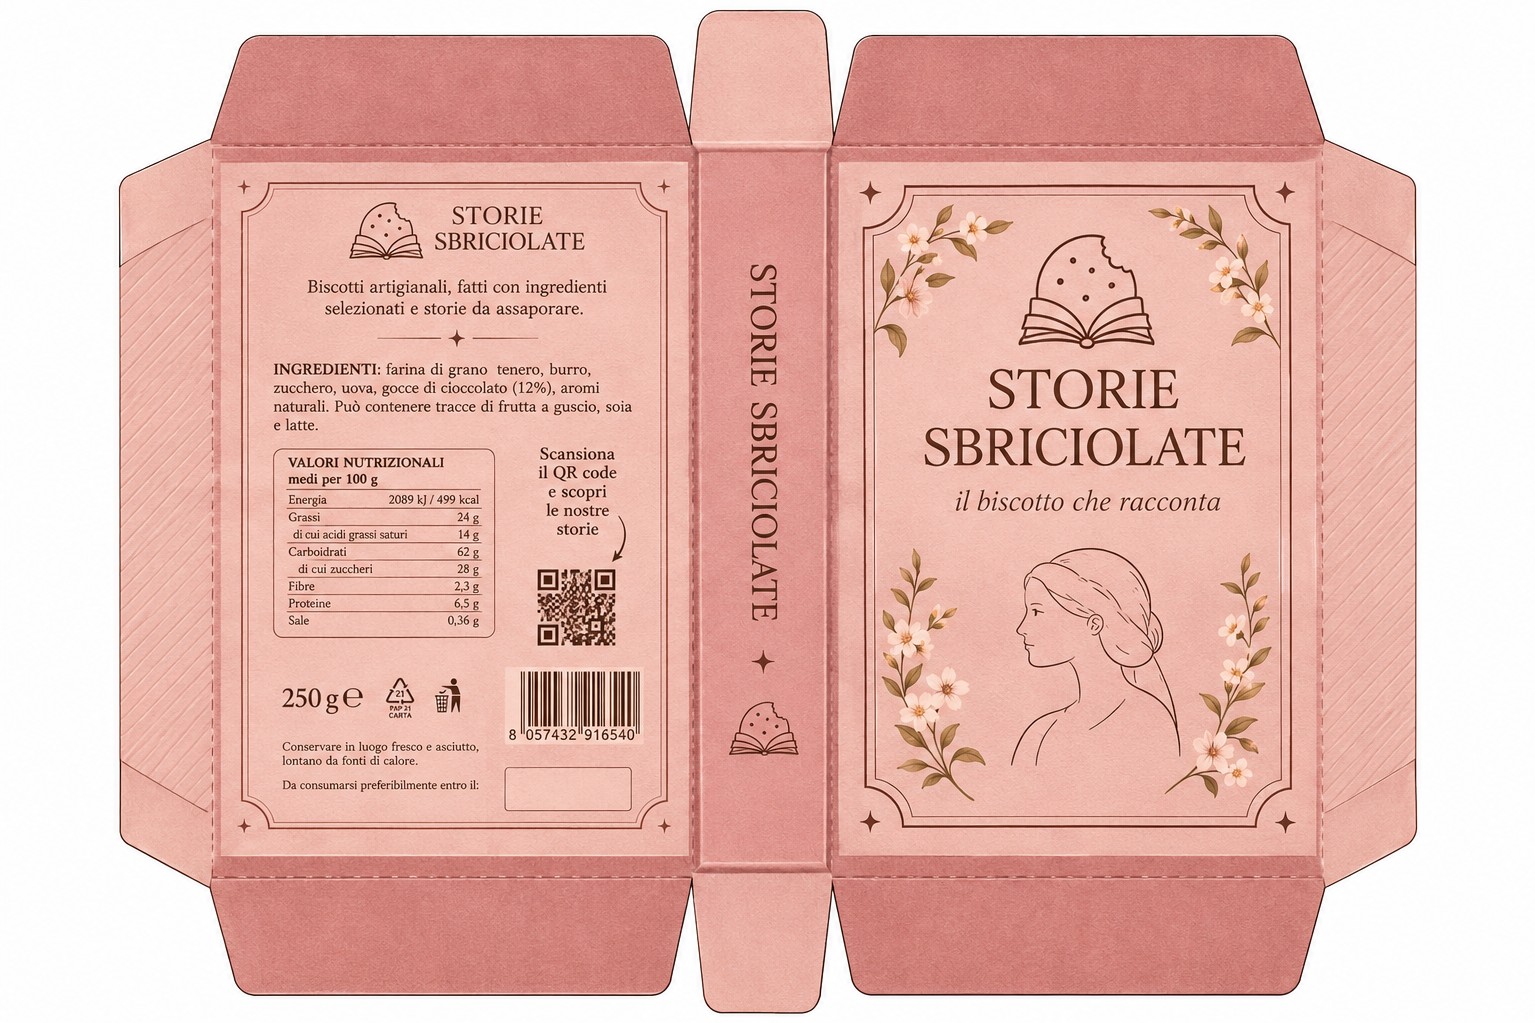 STORIE
SBRICIOLATE
Biscotti artigianali, fatti con ingredienti
selezionati e storie da assaporare.
INGREDIENTI: farina di grano tenero, burro,
zucchero, uova, gocce di cioccolato (12%), aromi
naturali. Può contenere tracce di frutta a guscio, soia
e latte.
VALORI NUTRIZIONALI
medi per 100 g
Energia 2089 kJ / 499 kcal
Grassi 24 g
di cui acidi grassi saturi 14 g
Carboidrati 62 g
di cui zuccheri 28 g
Fibre 2,3 g
Proteine 6,5 g
Sale 0,36 g
Scansiona
il QR code
e scopri
le nostre
storie
250 g ℮
21
PAP 21
CARTA
8 057432 916540
Conservare in luogo fresco e asciutto,
lontano da fonti di calore.
Da consumarsi preferibilmente entro il:
STORIE SBRICIOLATE
STORIE
SBRICIOLATE
il biscotto che racconta